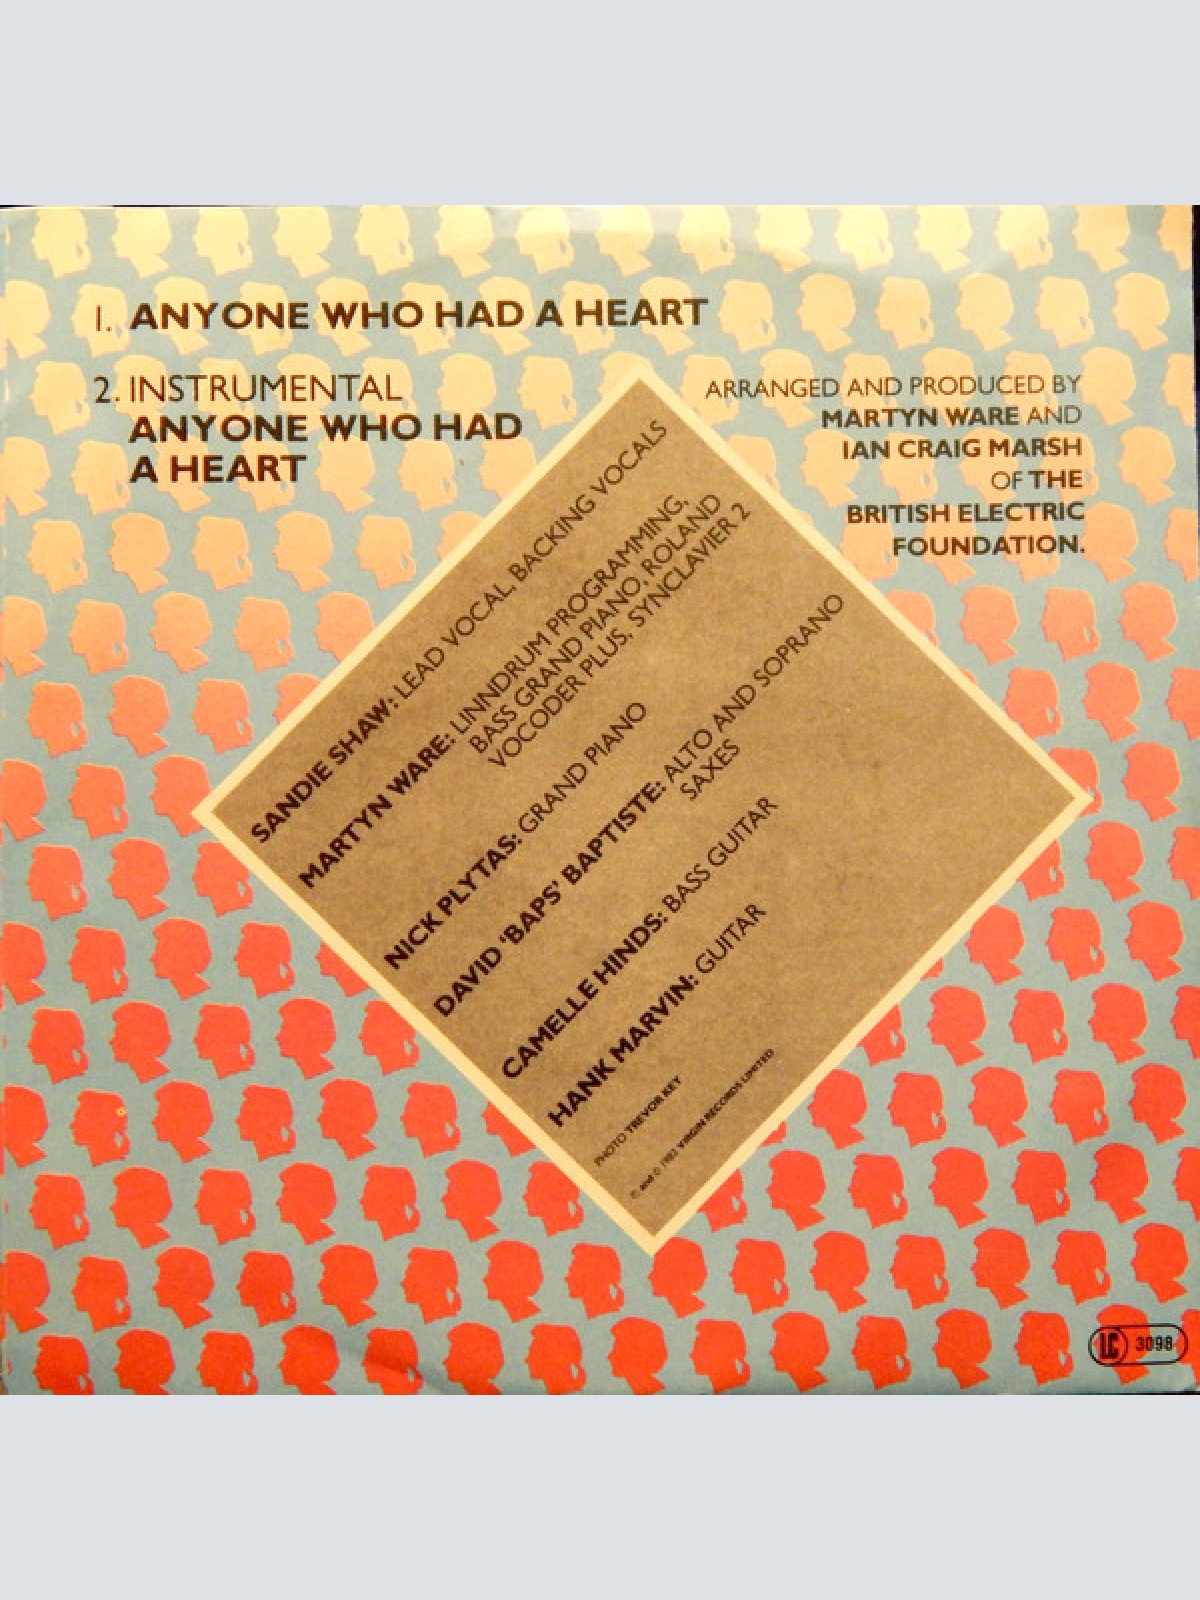 1. ANYONE WHO HAD A HEART
2. INSTRUMENTAL
ANYONE WHO HAD
A HEART
ARRANGED AND PRODUCED BY
MARTYN WARE AND
IAN CRAIG MARSH
OF THE
BRITISH ELECTRIC
FOUNDATION.
SANDIE SHAW: LEAD VOCAL, BACKING VOCALS
MARTYN WARE: LINNDRUM PROGRAMMING,
BASS GRAND PIANO, ROLAND
VOCODER PLUS, SYNCLAVIER 2
NICK PLYTAS: GRAND PIANO
DAVID 'BAPS' BAPTISTE: ALTO AND SOPRANO
SAXES
CAMELLE HINDS: BASS GUITAR
HANK MARVIN: GUITAR
PHOTO TREVOR KEY
℗ and © 1982 VIRGIN RECORDS LIMITED
LC 3098